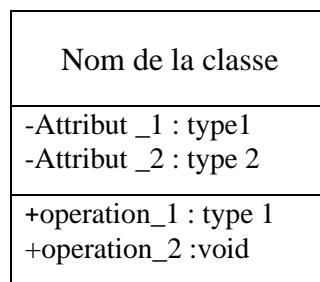 Nom de la classe
-Attribut _1 : type1
-Attribut _2 : type 2
+operation_1 : type 1
+operation_2 :void